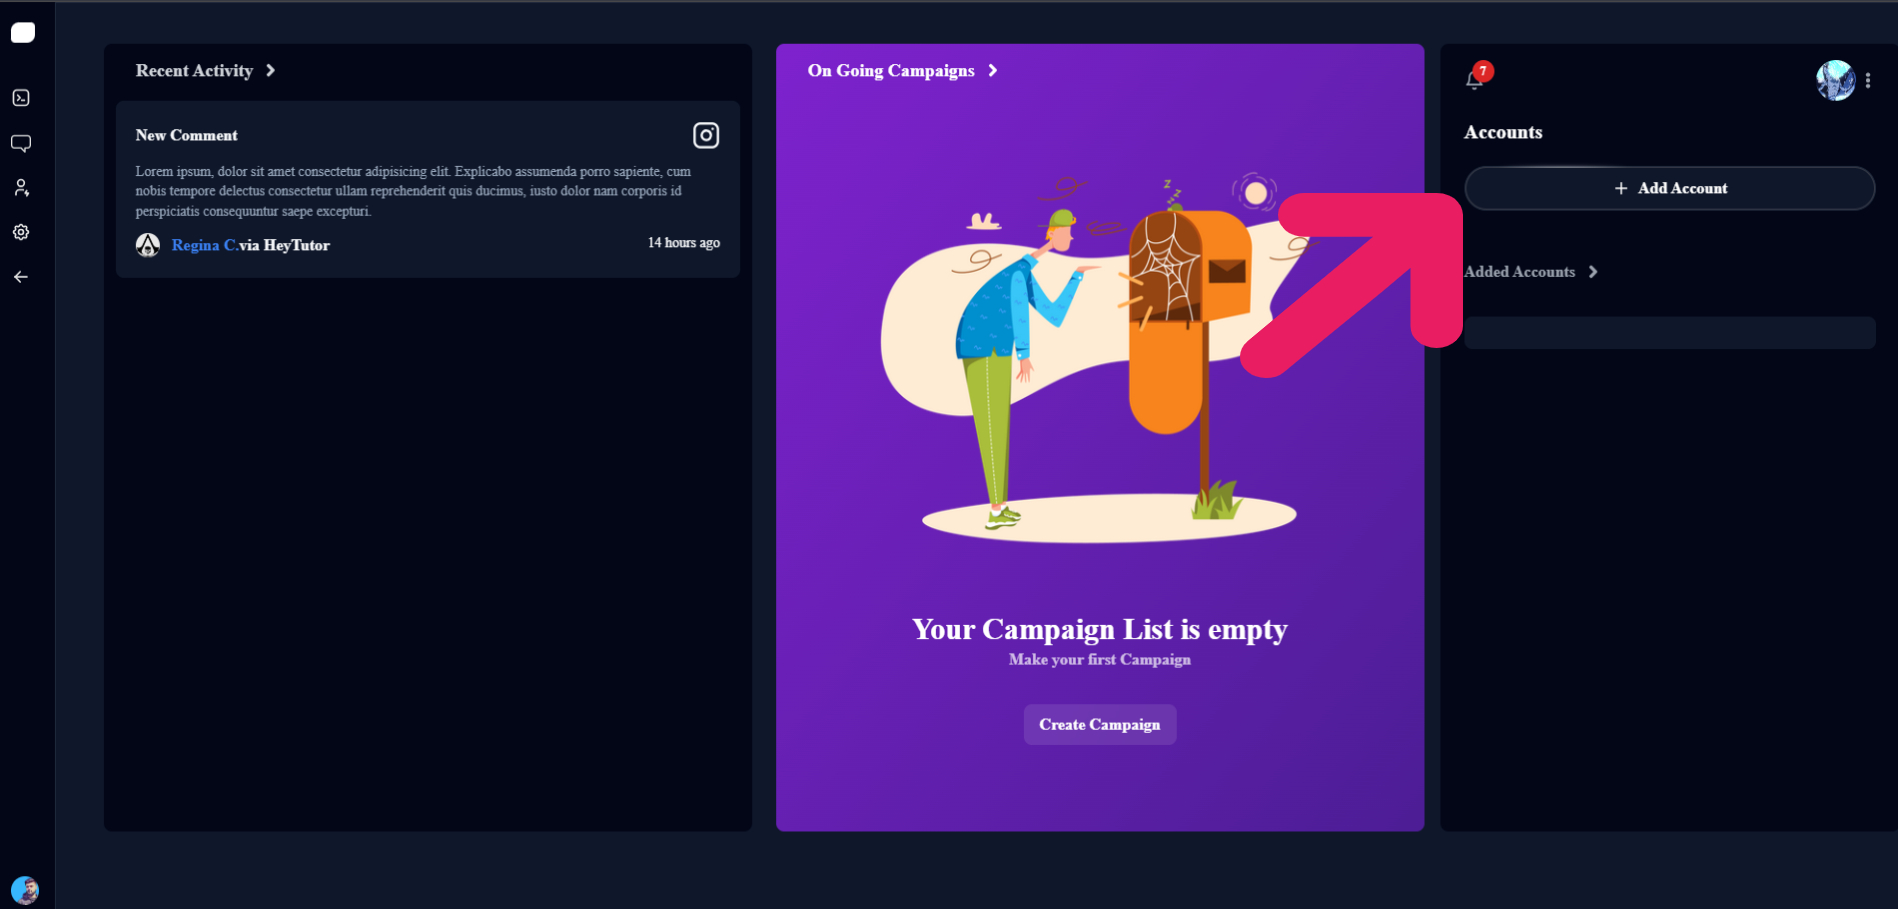 Recent Activity
New Comment
Lorem ipsum, dolor sit amet consectetur adipisicing elit. Explicabo assumenda porro sapiente, cum
nobis tempore delectus consectetur ullam reprehenderit quis ducimus, iusto dolor nam corporis id
perspiciatis consequuntur saepe excepturi.
Regina C.via HeyTutor
14 hours ago
On Going Campaigns
z
z
z
Your Campaign List is empty
Make your first Campaign
Create Campaign
7
Accounts
+ Add Account
Added Accounts